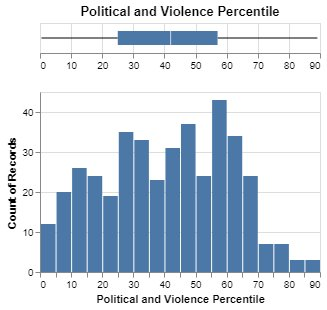 Political and Violence Percentile
0 10 20 30 40 50 60 70 80 90
40
30
20
10
0
Count of Records
0 10 20 30 40 50 60 70 80 90
Political and Violence Percentile